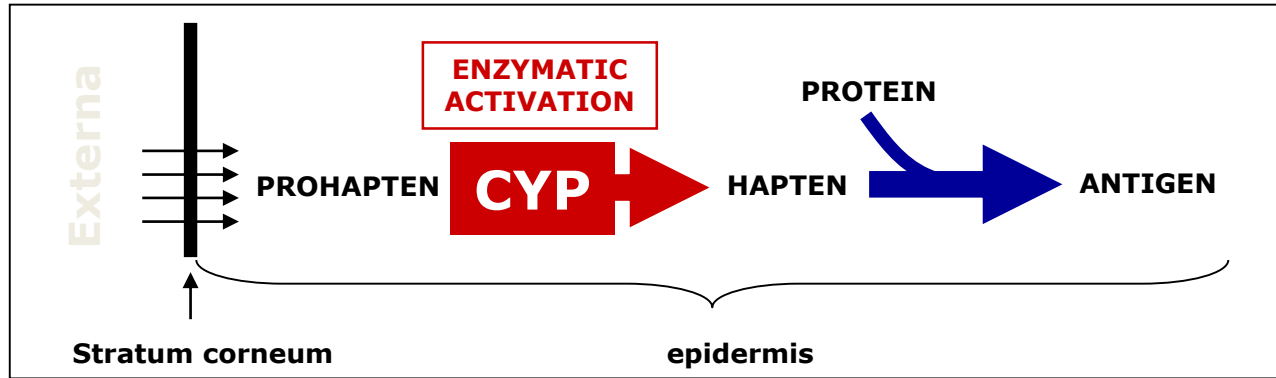 Externa
ENZYMATIC
ACTIVATION
PROTEIN
PROHAPTEN
CYP
HAPTEN
ANTIGEN
Stratum corneum
epidermis